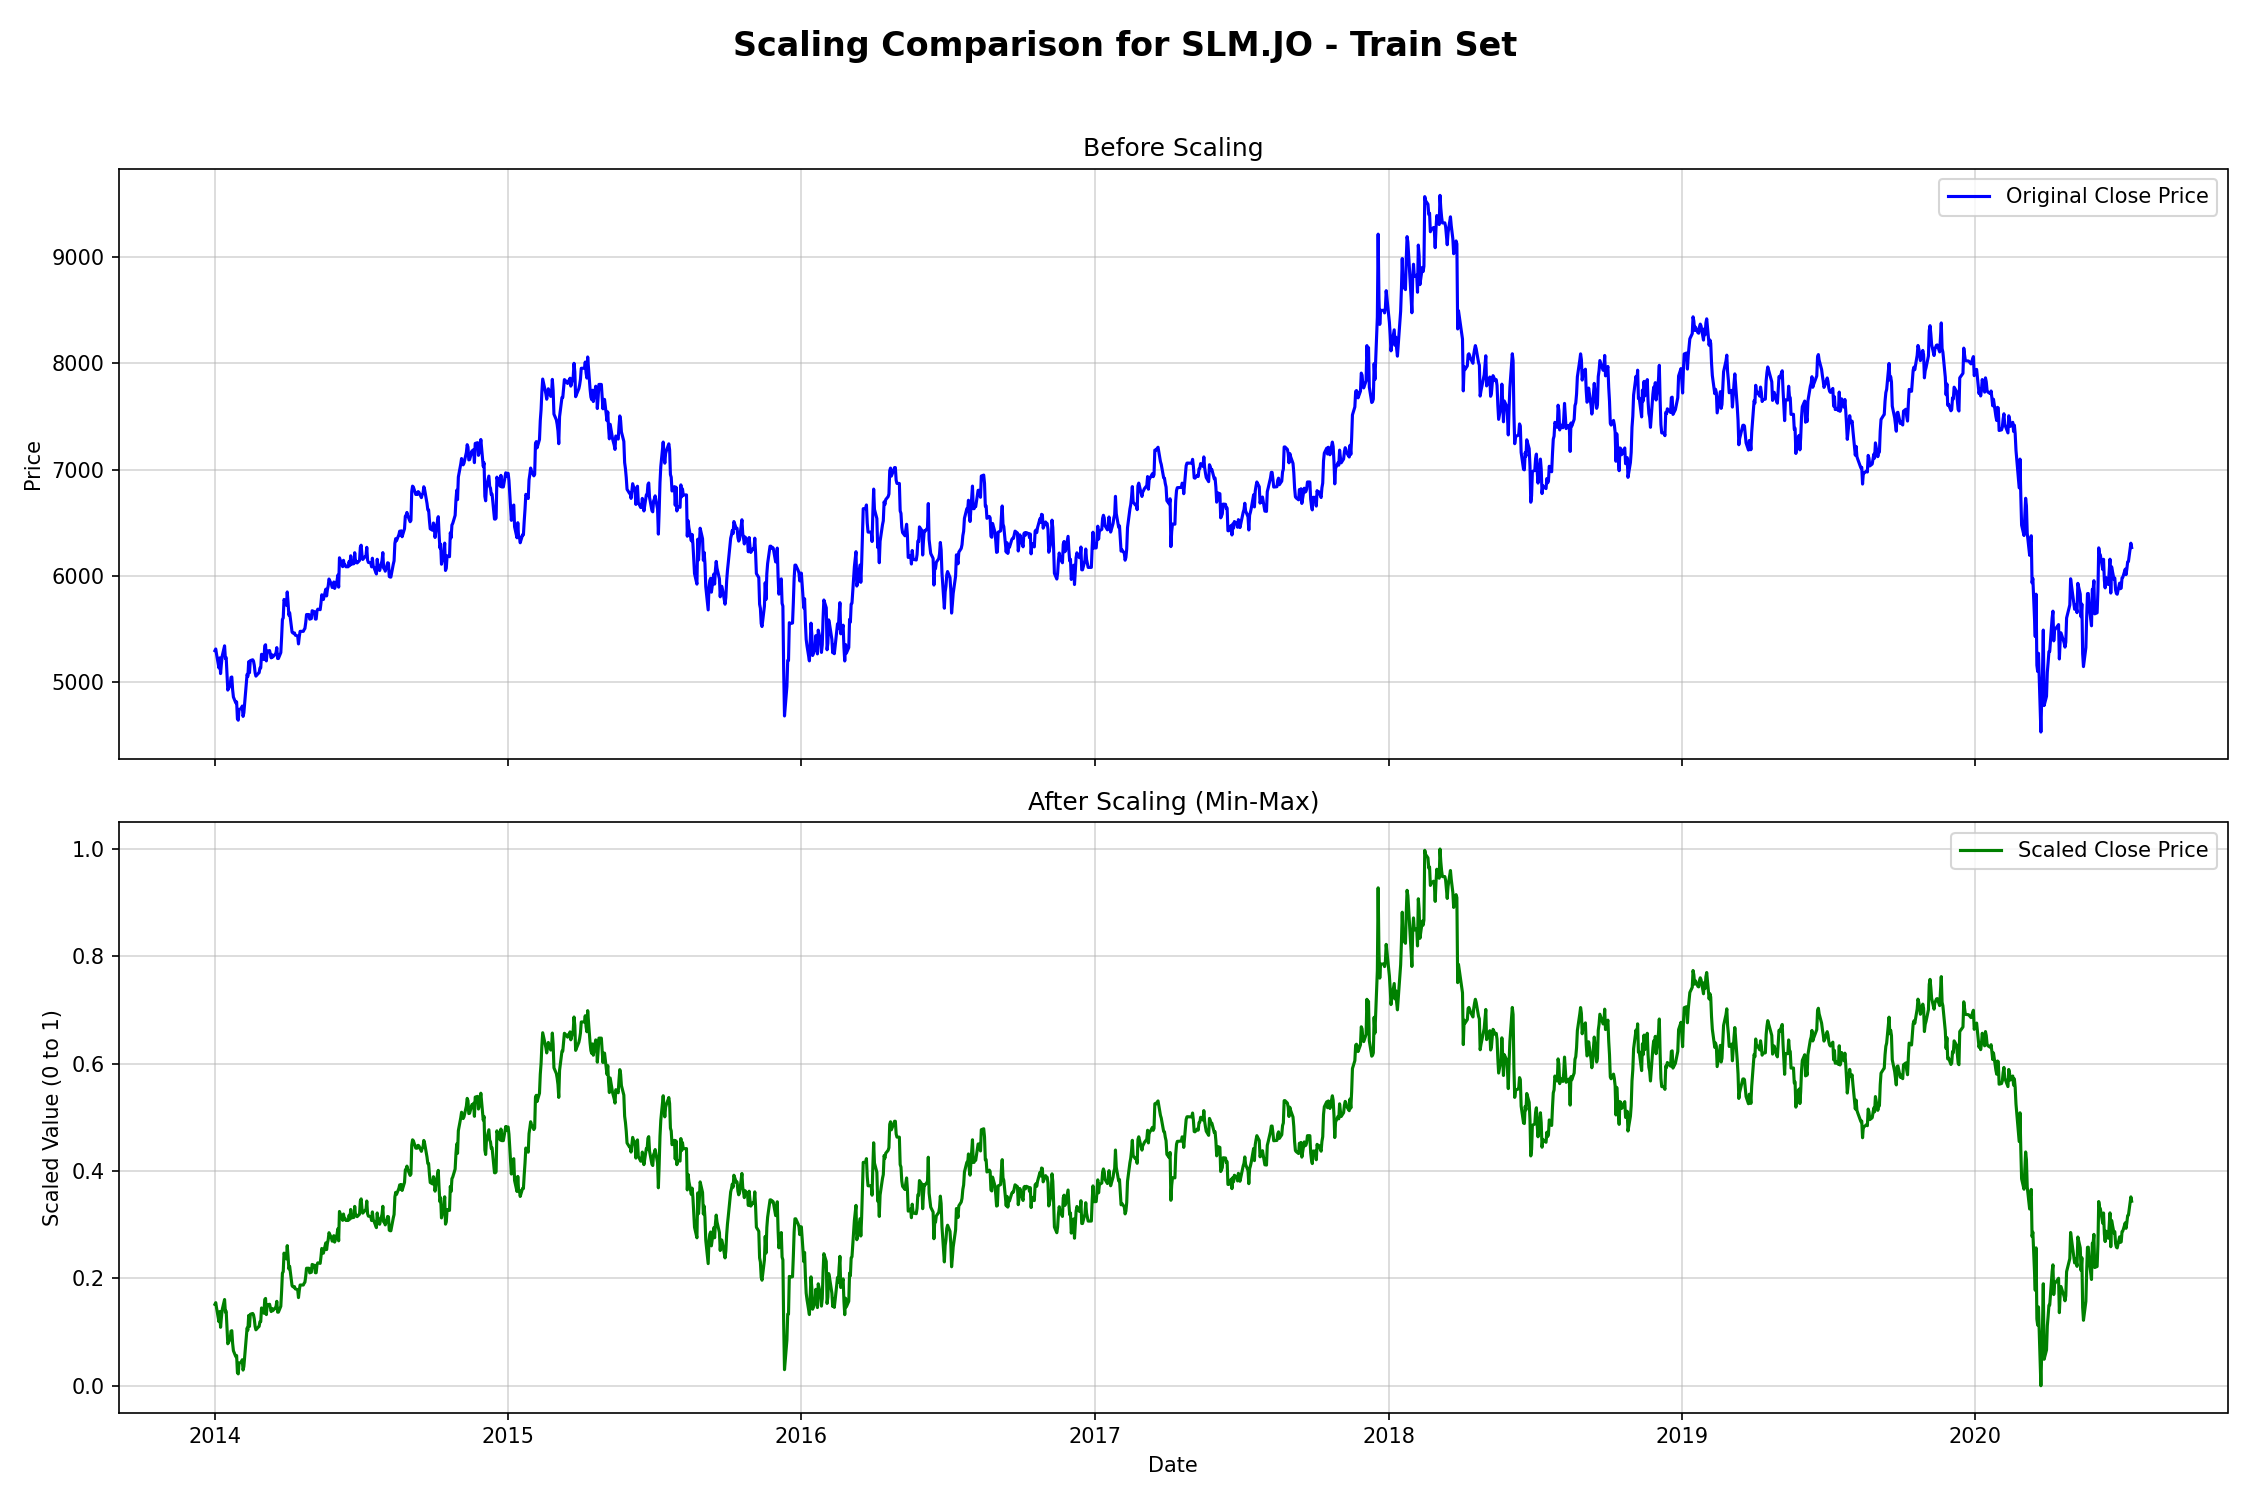 Scaling Comparison for SLM.JO - Train Set
Before Scaling
Original Close Price
Price
9000
8000
7000
6000
5000
After Scaling (Min-Max)
Scaled Close Price
Scaled Value (0 to 1)
1.0
0.8
0.6
0.4
0.2
0.0
2014 2015 2016 2017 2018 2019 2020
Date